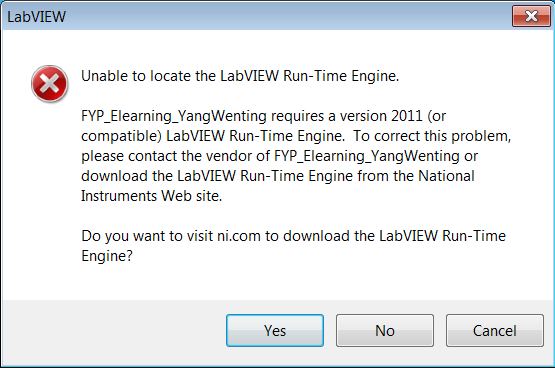 LabVIEW
Unable to locate the LabVIEW Run-Time Engine.
FYP_Elearning_YangWenting requires a version 2011 (or
compatible) LabVIEW Run-Time Engine.  To correct this problem,
please contact the vendor of FYP_Elearning_YangWenting or
download the LabVIEW Run-Time Engine from the National
Instruments Web site.
Do you want to visit ni.com to download the LabVIEW Run-Time
Engine?
Yes
No
Cancel